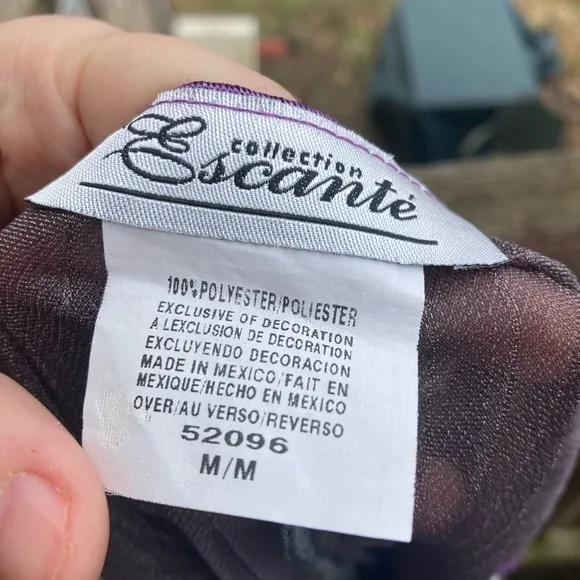 collection
Escanté
100% POLYESTER/POLIESTER
EXCLUSIVE OF DECORATION
A LEXCLUSION DE DECORATION
EXCLUYENDO DECORACION
MADE IN MEXICO/FAIT EN
MEXIQUE/HECHO EN MEXICO
OVER/AU VERSO/REVERSO
52096
M/M